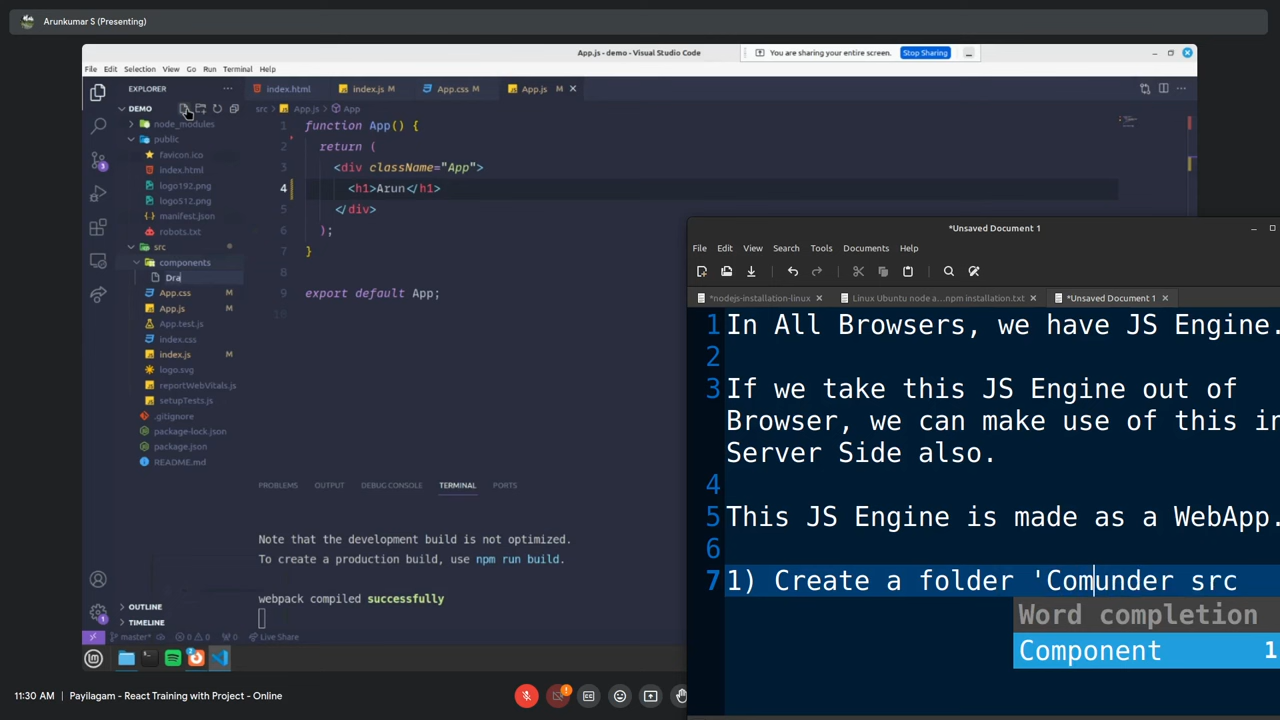 Arunkumar S (Presenting)
App.js - demo - Visual Studio Code
You are sharing your entire screen.
Stop Sharing
File Edit Selection View Go Run Terminal Help
EXPLORER
index.html
index.js M
App.css M
App.js M
DEMO
src > App.js > App
node_modules
public
favicon.ico
index.html
logo192.png
logo512.png
manifest.json
robots.txt
src
components
Dra
App.css M
App.js M
App.test.js
index.css
index.js M
logo.svg
reportWebVitals.js
setupTests.js
.gitignore
package-lock.json
package.json
README.md
OUTLINE
TIMELINE
1 function App() {
2 return (
3 <div className="App">
4 <h1>Arun</h1>
5 </div>
6 );
7 }
8
9 export default App;
10
PROBLEMS OUTPUT DEBUG CONSOLE TERMINAL PORTS
Note that the development build is not optimized.
To create a production build, use npm run build.
webpack compiled successfully
3
1
master* 0 0 0 Live Share
*Unsaved Document 1
File Edit View Search Tools Documents Help
*nodejs-installation-linux
Linux Ubuntu node a...npm installation.txt
*Unsaved Document 1
1 In All Browsers, we have JS Engine.
2
3 If we take this JS Engine out of
Browser, we can make use of this in
Server Side also.
4
5 This JS Engine is made as a WebApp.
6
7 1) Create a folder 'Comunder src
Word completion
Component 1
11:30 AM | Payilagam - React Training with Project - Online